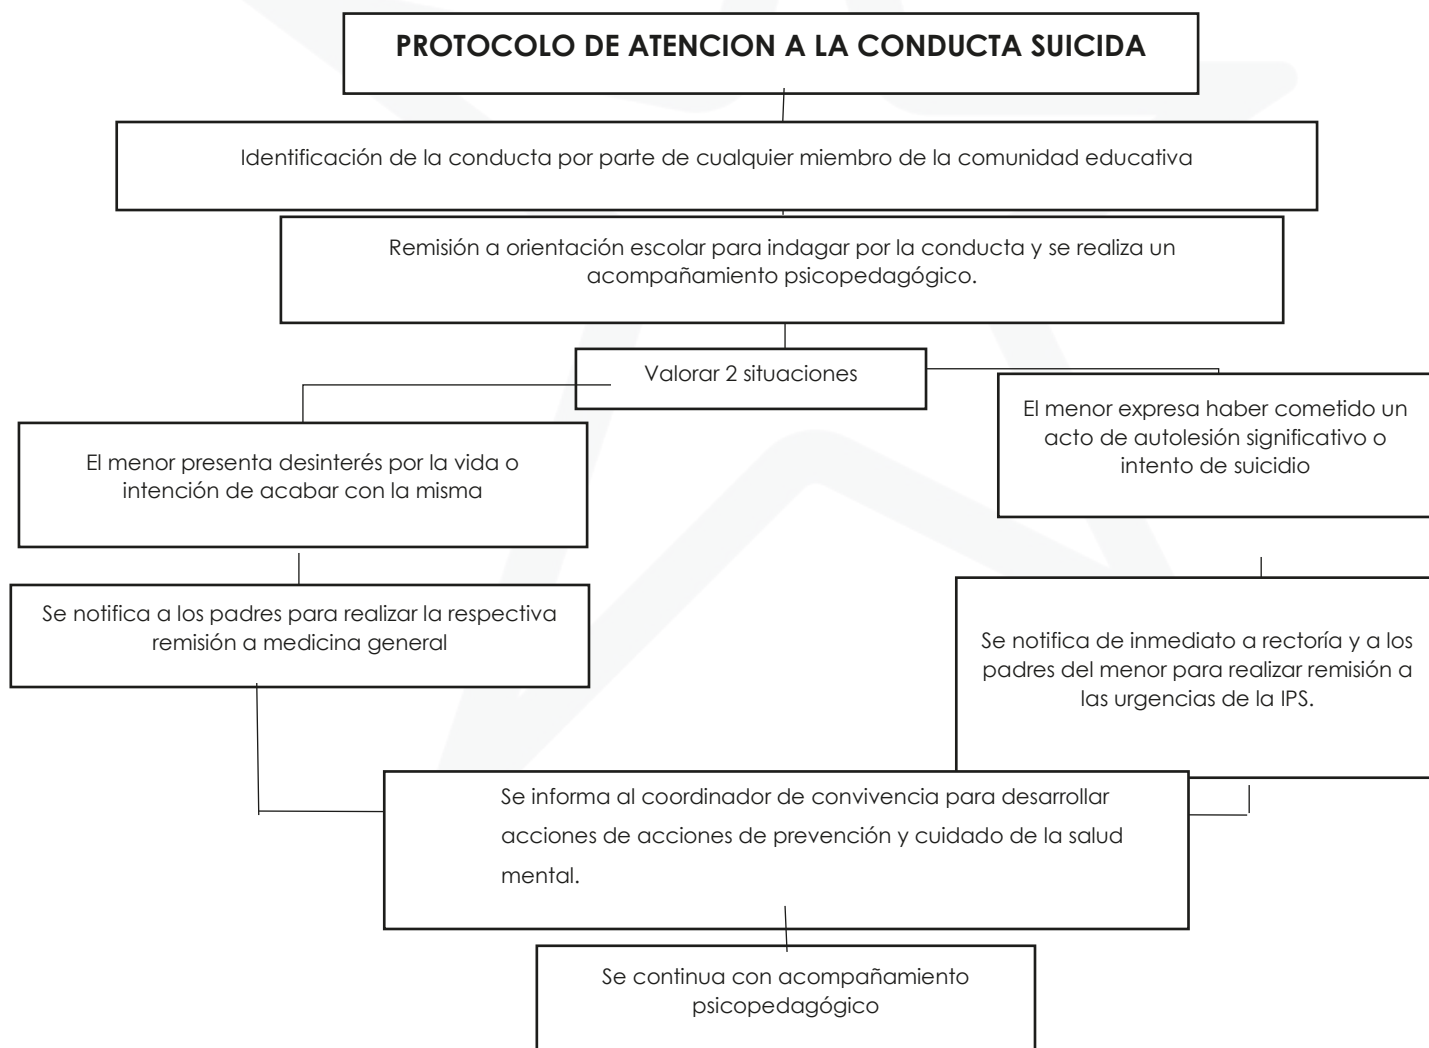 PROTOCOLO DE ATENCION A LA CONDUCTA SUICIDA
Identificación de la conducta por parte de cualquier miembro de la comunidad educativa
Remisión a orientación escolar para indagar por la conducta y se realiza un
acompañamiento psicopedagógico.
Valorar 2 situaciones
El menor presenta desinterés por la vida o
intención de acabar con la misma
El menor expresa haber cometido un
acto de autolesión significativo o
intento de suicidio
Se notifica a los padres para realizar la respectiva
remisión a medicina general
Se notifica de inmediato a rectoría y a los
padres del menor para realizar remisión a
las urgencias de la IPS.
Se informa al coordinador de convivencia para desarrollar
acciones de acciones de prevención y cuidado de la salud
mental.
Se continua con acompañamiento
psicopedagógico